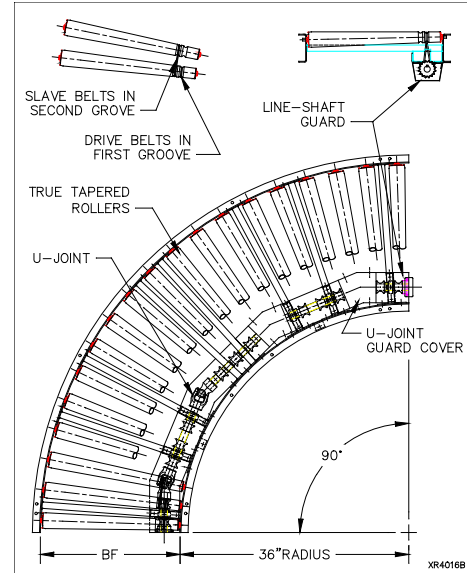 SLAVE BELTS IN
SECOND GROVE
DRIVE BELTS IN
FIRST GROOVE
LINE-SHAFT
GUARD
TRUE TAPERED
ROLLERS
U-JOINT
U-JOINT
GUARD COVER
90°
BF
36"RADIUS
XR4016B